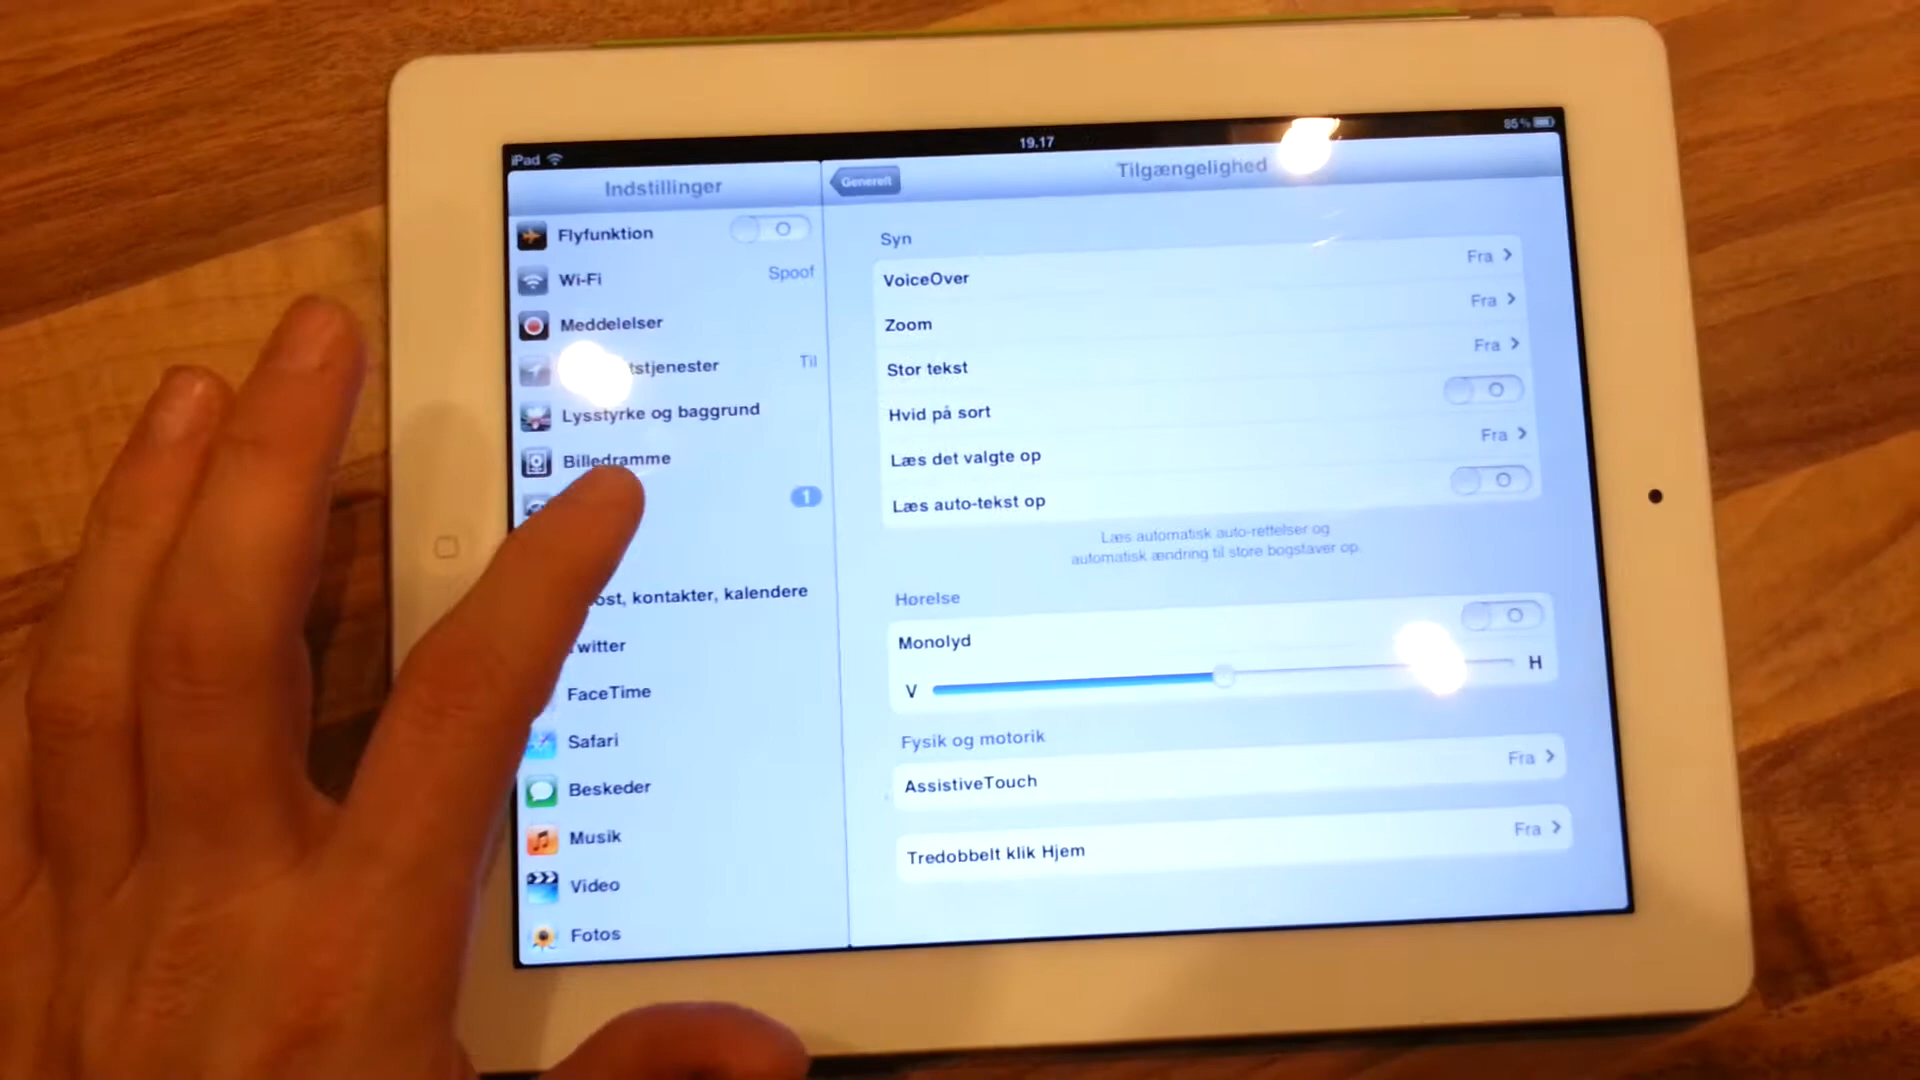 iPad
19.17
85 %
Indstillinger
Flyfunktion
Wi-Fi Spoof
Meddelelser
tstjenester Til
Lysstyrke og baggrund
Billedramme
1
ost, kontakter, kalendere
witter
FaceTime
Safari
Beskeder
Musik
Video
Fotos
Generelt
Tilgængelighed
Syn
VoiceOver Fra
Zoom Fra
Stor tekst Fra
Hvid på sort
Læs det valgte op Fra
Læs auto-tekst op
Læs automatisk auto-rettelser og
automatisk ændring til store bogstaver op.
Hørelse
Monolyd
V H
Fysik og motorik
AssistiveTouch Fra
Tredobbelt klik Hjem Fra